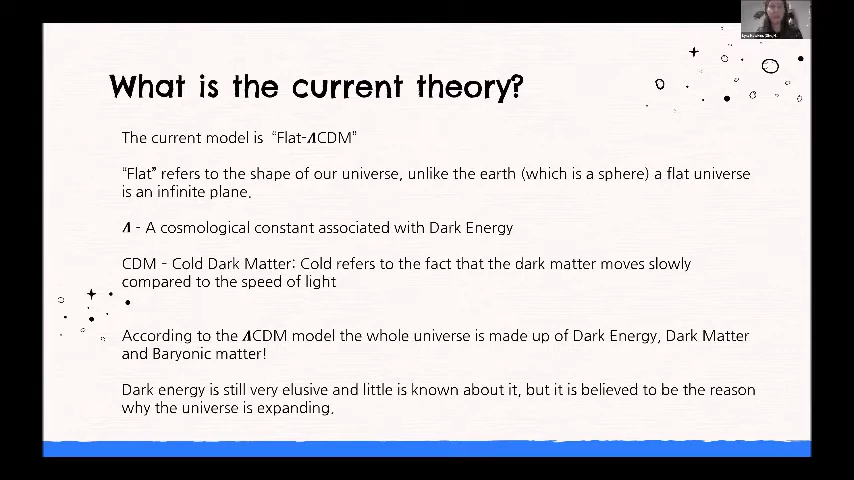 What is the current theory?
The current model is “Flat-ΛCDM”
“Flat” refers to the shape of our universe, unlike the earth (which is a sphere) a flat universe
is an infinite plane.
Λ - A cosmological constant associated with Dark Energy
CDM - Cold Dark Matter: Cold refers to the fact that the dark matter moves slowly
compared to the speed of light
According to the ΛCDM model the whole universe is made up of Dark Energy, Dark Matter
and Baryonic matter!
Dark energy is still very elusive and little is known about it, but it is believed to be the reason
why the universe is expanding.